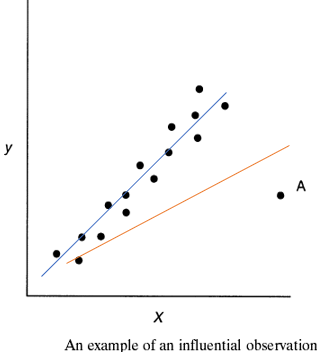 y
A
X
An example of an influential observation